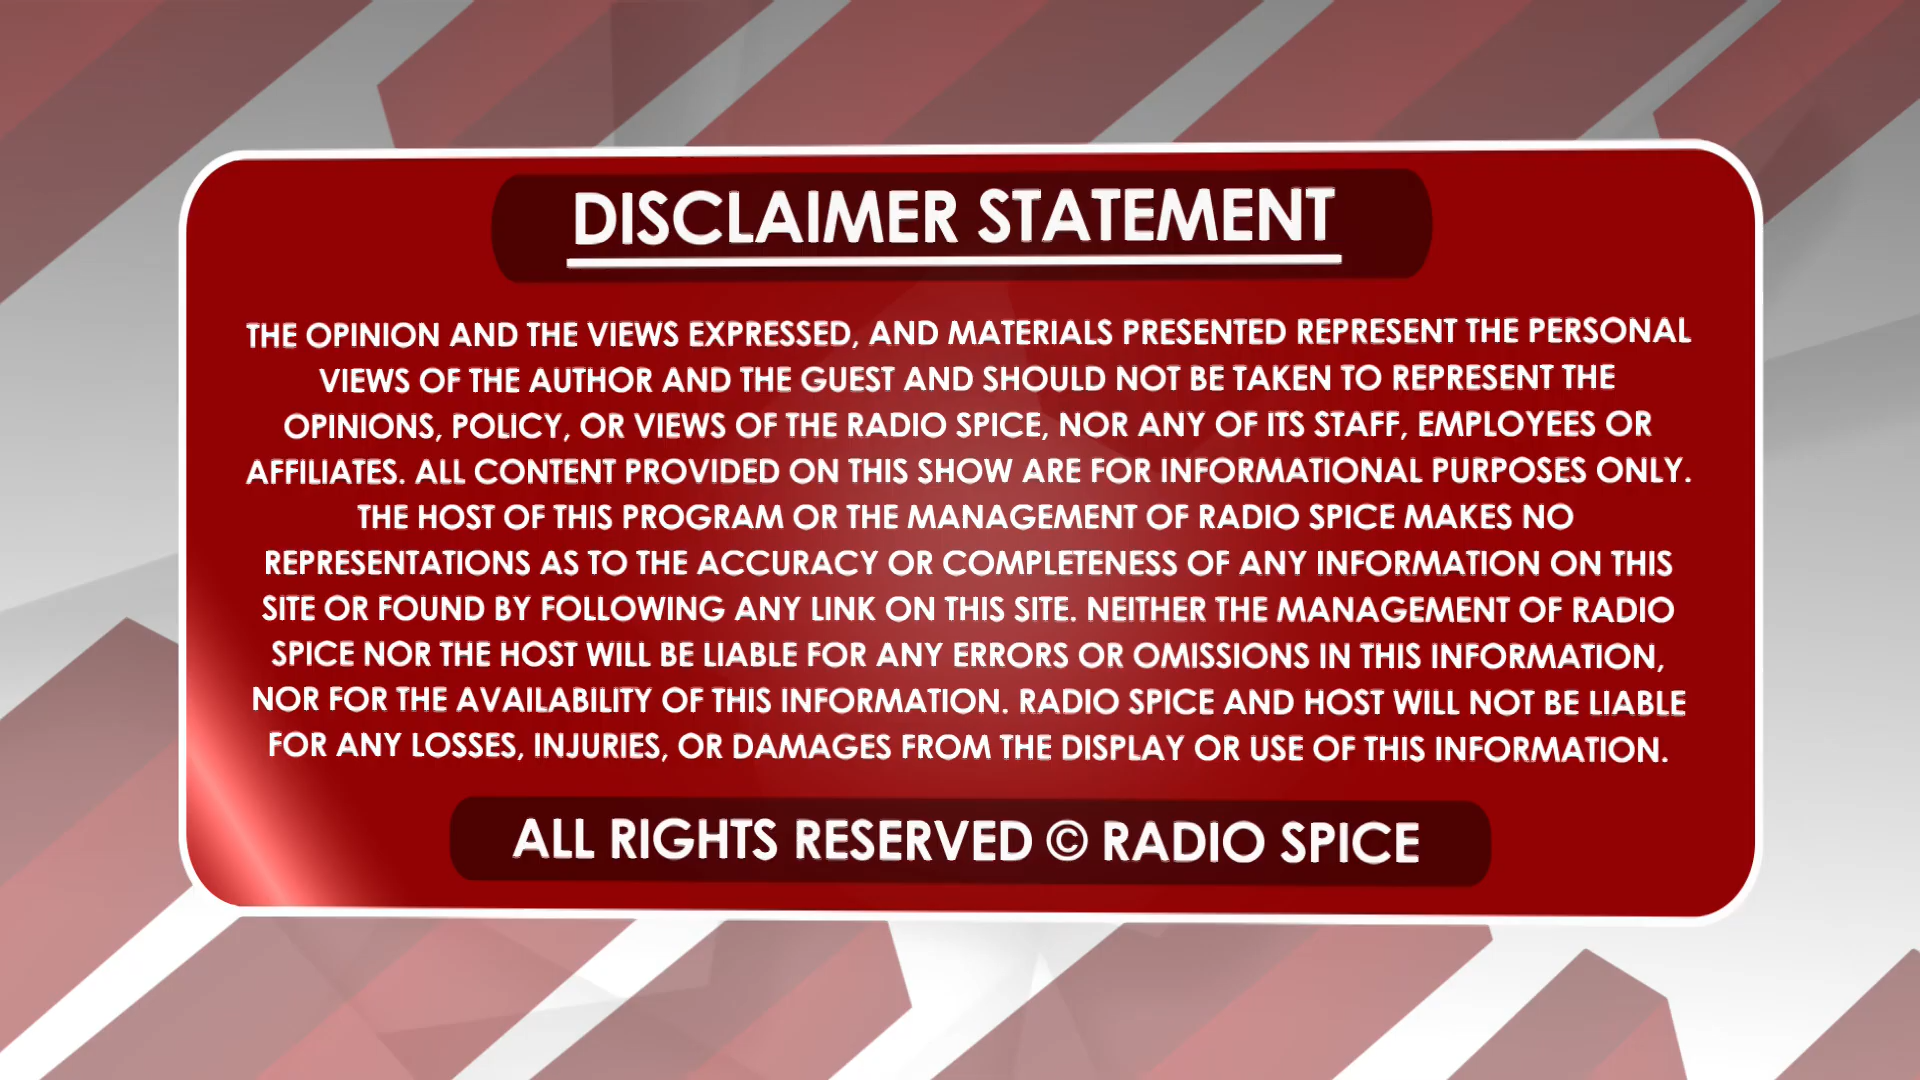 DISCLAIMER STATEMENT
THE OPINION AND THE VIEWS EXPRESSED, AND MATERIALS PRESENTED REPRESENT THE PERSONAL
VIEWS OF THE AUTHOR AND THE GUEST AND SHOULD NOT BE TAKEN TO REPRESENT THE
OPINIONS, POLICY, OR VIEWS OF THE RADIO SPICE, NOR ANY OF ITS STAFF, EMPLOYEES OR
AFFILIATES. ALL CONTENT PROVIDED ON THIS SHOW ARE FOR INFORMATIONAL PURPOSES ONLY.
THE HOST OF THIS PROGRAM OR THE MANAGEMENT OF RADIO SPICE MAKES NO
REPRESENTATIONS AS TO THE ACCURACY OR COMPLETENESS OF ANY INFORMATION ON THIS
SITE OR FOUND BY FOLLOWING ANY LINK ON THIS SITE. NEITHER THE MANAGEMENT OF RADIO
SPICE NOR THE HOST WILL BE LIABLE FOR ANY ERRORS OR OMISSIONS IN THIS INFORMATION,
NOR FOR THE AVAILABILITY OF THIS INFORMATION. RADIO SPICE AND HOST WILL NOT BE LIABLE
FOR ANY LOSSES, INJURIES, OR DAMAGES FROM THE DISPLAY OR USE OF THIS INFORMATION.
ALL RIGHTS RESERVED © RADIO SPICE